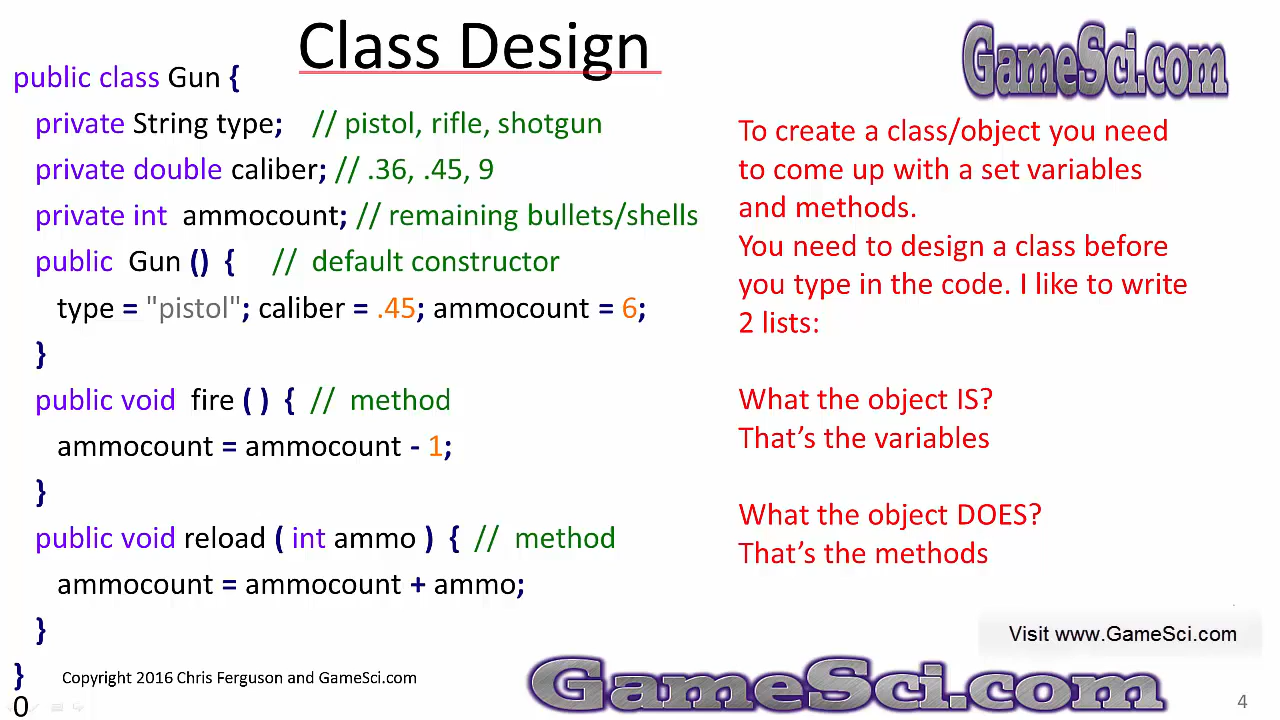 Class Design
GameSci.com
public class Gun {
private String type; // pistol, rifle, shotgun
private double caliber; // .36, .45, 9
private int ammocount; // remaining bullets/shells
public Gun () { // default constructor
type = "pistol"; caliber = .45; ammocount = 6;
}
public void fire ( ) { // method
ammocount = ammocount - 1;
}
public void reload ( int ammo ) { // method
ammocount = ammocount + ammo;
}
}
0
To create a class/object you need
to come up with a set variables
and methods.
You need to design a class before
you type in the code. I like to write
2 lists:
What the object IS?
That’s the variables
What the object DOES?
That’s the methods
Visit www.GameSci.com
Copyright 2016 Chris Ferguson and GameSci.com
GameSci.com
4